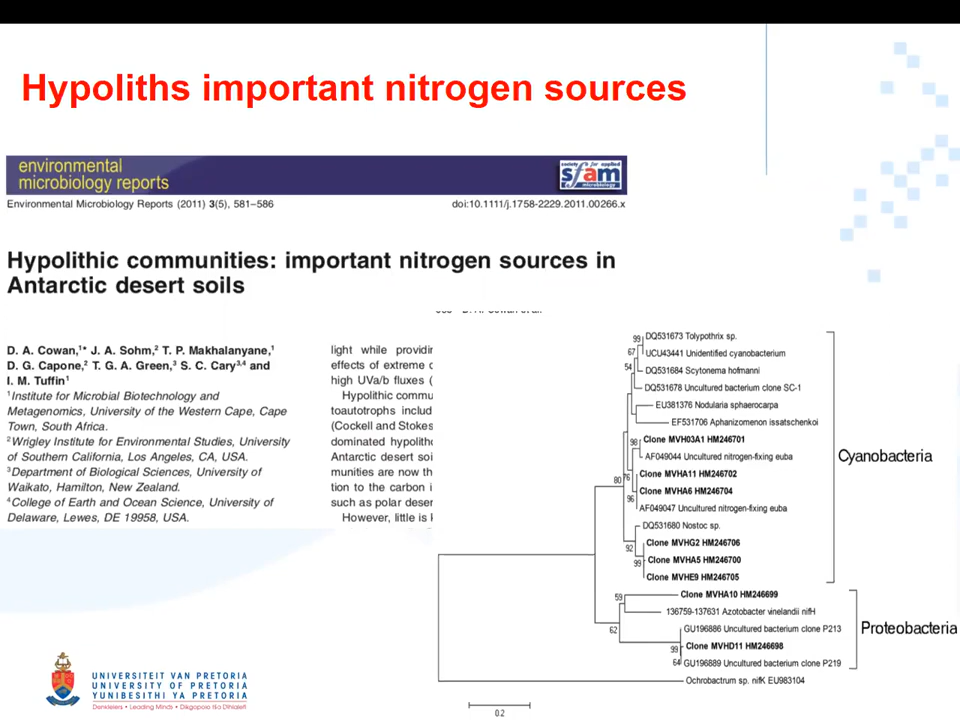 Hypoliths important nitrogen sources
environmental
microbiology reports
society for applied
sfam
microbiology
Environmental Microbiology Reports (2011) 3(5), 581–586
doi:10.1111/j.1758-2229.2011.00266.x
Hypolithic communities: important nitrogen sources in
Antarctic desert soils
D. A. Cowan,¹* J. A. Sohm,² T. P. Makhalanyane,¹
D. G. Capone,² T. G. A. Green,³ S. C. Cary³,⁴ and
I. M. Tuffin¹
¹Institute for Microbial Biotechnology and
Metagenomics, University of the Western Cape, Cape
Town, South Africa.
²Wrigley Institute for Environmental Studies, University
of Southern California, Los Angeles, CA, USA.
³Department of Biological Sciences, University of
Waikato, Hamilton, New Zealand.
⁴College of Earth and Ocean Science, University of
Delaware, Lewes, DE 19958, USA.
light while providin
effects of extreme
high UVa/b fluxes (
Hypolithic commu
toautotrophs includ
(Cockell and Stokes
dominated hypolith
Antarctic desert soi
munities are now th
tion to the carbon i
such as polar deser
However, little is
99 DQ531673 Tolypothrix sp.
67 UCU43441 Unidentified cyanobacterium
54 DQ531684 Scytonema hofmanni
DQ531678 Uncultured bacterium clone SC-1
EU381376 Nodularia sphaerocarpa
EF531706 Aphanizomenon issatschenkoi
98 Clone MVH03A1 HM246701
AF049044 Uncultured nitrogen-fixing euba
80 76 Clone MVHA11 HM246702
96 Clone MVHA6 HM246704
AF049047 Uncultured nitrogen-fixing euba
DQ531680 Nostoc sp.
92 Clone MVHG2 HM246706
99 Clone MVHA5 HM246700
Clone MVHE9 HM246705
Cyanobacteria
59 Clone MVHA10 HM246699
136759-137631 Azotobacter vinelandii nifH
62 GU196886 Uncultured bacterium clone P213
99 Clone MVHD11 HM246698
64 GU196889 Uncultured bacterium clone P219
Proteobacteria
Ochrobactrum sp. nifK EU983104
0.2
UNIVERSITEIT VAN PRETORIA
UNIVERSITY OF PRETORIA
YUNIBESITHI YA PRETORIA
Denkleiers • Leading Minds • Dikgopolo tša Dihlalefi